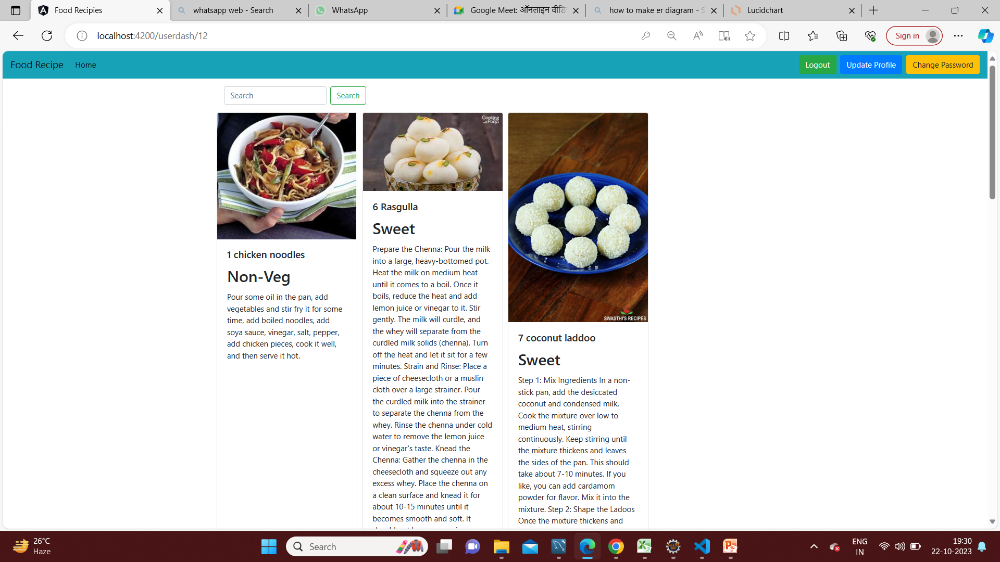 Food Recipies
whatsapp web - Search
WhatsApp
Google Meet: ऑनलाइन वीडि
how to make er diagram - S
Lucidchart
localhost:4200/userdash/12
Sign in
Food Recipe
Home
Logout
Update Profile
Change Password
Search
Search
1 chicken noodles
Non-Veg
Pour some oil in the pan, add
vegetables and stir fry it for some
time, add boiled noodles, add
soya sauce, vinegar, salt, pepper,
add chicken pieces, cook it well,
and then serve it hot.
Cooking
with Pooja
6 Rasgulla
Sweet
Prepare the Chenna: Pour the milk
into a large, heavy-bottomed pot.
Heat the milk on medium heat
until it comes to a boil. Once it
boils, reduce the heat and add
lemon juice or vinegar to it. Stir
gently. The milk will curdle, and
the whey will separate from the
curdled milk solids (chenna). Turn
off the heat and let it sit for a few
minutes. Strain and Rinse: Place a
piece of cheesecloth or a muslin
cloth over a large strainer. Pour
the curdled milk into the strainer
to separate the chenna from the
whey. Rinse the chenna under cold
water to remove the lemon juice
or vinegar's taste. Knead the
Chenna: Gather the chenna in the
cheesecloth and squeeze out any
excess whey. Place the chenna on
a clean surface and knead it for
about 10-15 minutes until it
becomes smooth and soft. It
SWASTHI'S RECIPES
7 coconut laddoo
Sweet
Step 1: Mix Ingredients In a non-
stick pan, add the desiccated
coconut and condensed milk.
Cook the mixture over low to
medium heat, stirring
continuously. Keep stirring until
the mixture thickens and leaves
the sides of the pan. This should
take about 7-10 minutes. If you
like, you can add cardamom
powder for flavor. Mix it into the
mixture. Step 2: Shape the Ladoos
Once the mixture thickens and
26°C
Haze
Search
ENG
IN
19:30
22-10-2023